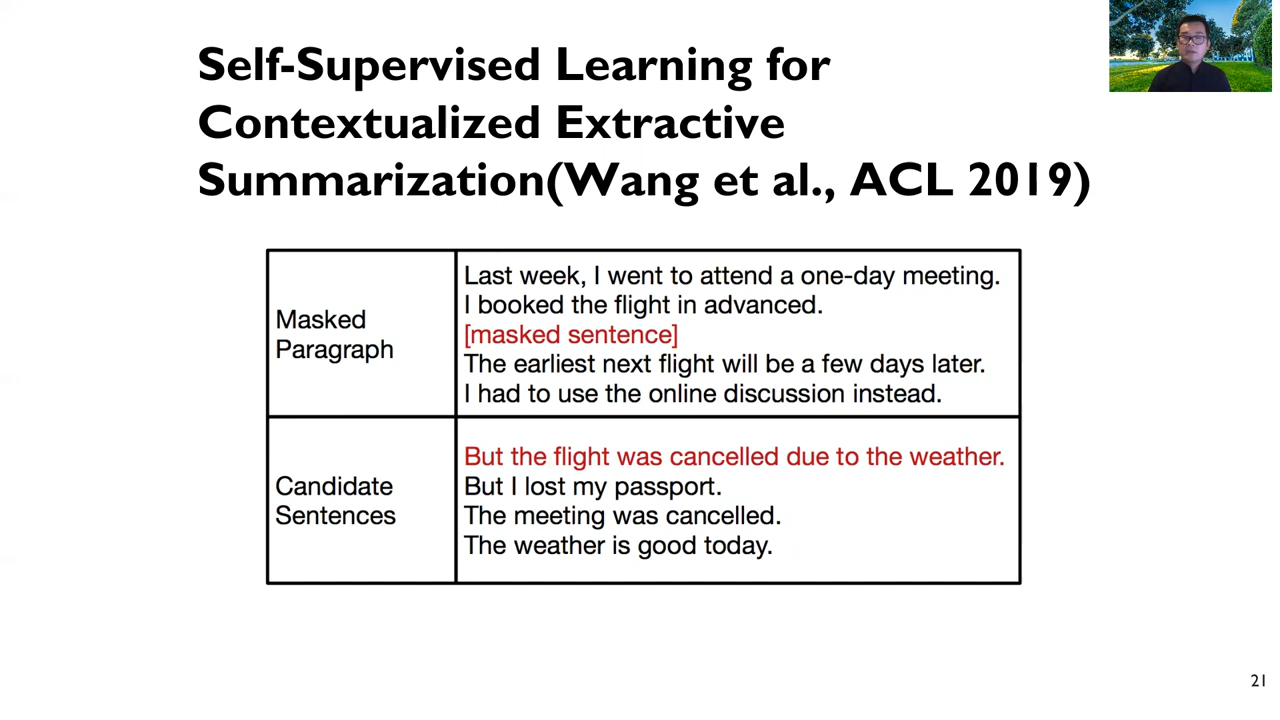 Self-Supervised Learning for
Contextualized Extractive
Summarization(Wang et al., ACL 2019)
Masked
Paragraph
Last week, I went to attend a one-day meeting.
I booked the flight in advanced.
[masked sentence]
The earliest next flight will be a few days later.
I had to use the online discussion instead.
Candidate
Sentences
But the flight was cancelled due to the weather.
But I lost my passport.
The meeting was cancelled.
The weather is good today.
21